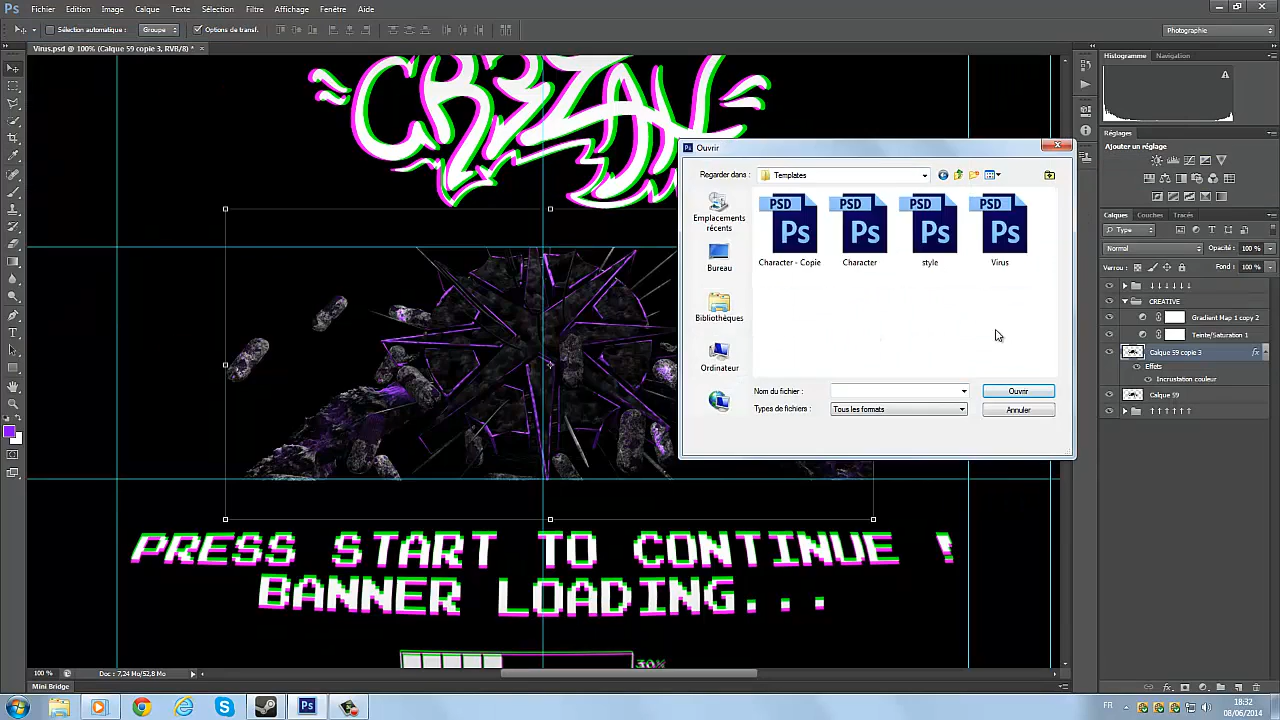 Ps Fichier Edition Image Calque Texte Sélection Filtre Affichage Fenêtre Aide
Sélection automatique : Groupe Options de transf. Photographie
Virus.psd @ 100% (Calque 59 copie 3, RVB/8) * ×
CREZAY
Histogramme Navigation
Réglages
Ajouter un réglage
Calques Couches Tracés
Type
Normal Opacité : 100 %
Verrou : Fond : 100 %
CREATIVE
Gradient Map 1 copy 2
Teinte/Saturation 1
Calque 59 copie 3 fx
Effets
Incrustation couleur
Calque 59
Ouvrir
Regarder dans : Templates
Emplacements récents
Bureau
Bibliothèques
Ordinateur
PSD PSD PSD PSD
Ps Ps Ps Ps
Character - Copie Character style Virus
Nom du fichier : Ouvrir
Types de fichiers : Tous les formats Annuler
PRESS START TO CONTINUE !
BANNER LOADING...
30%
100 % Doc : 7,24 Mo/52,8 Mo
Mini Bridge
FR 18:32
08/06/2014